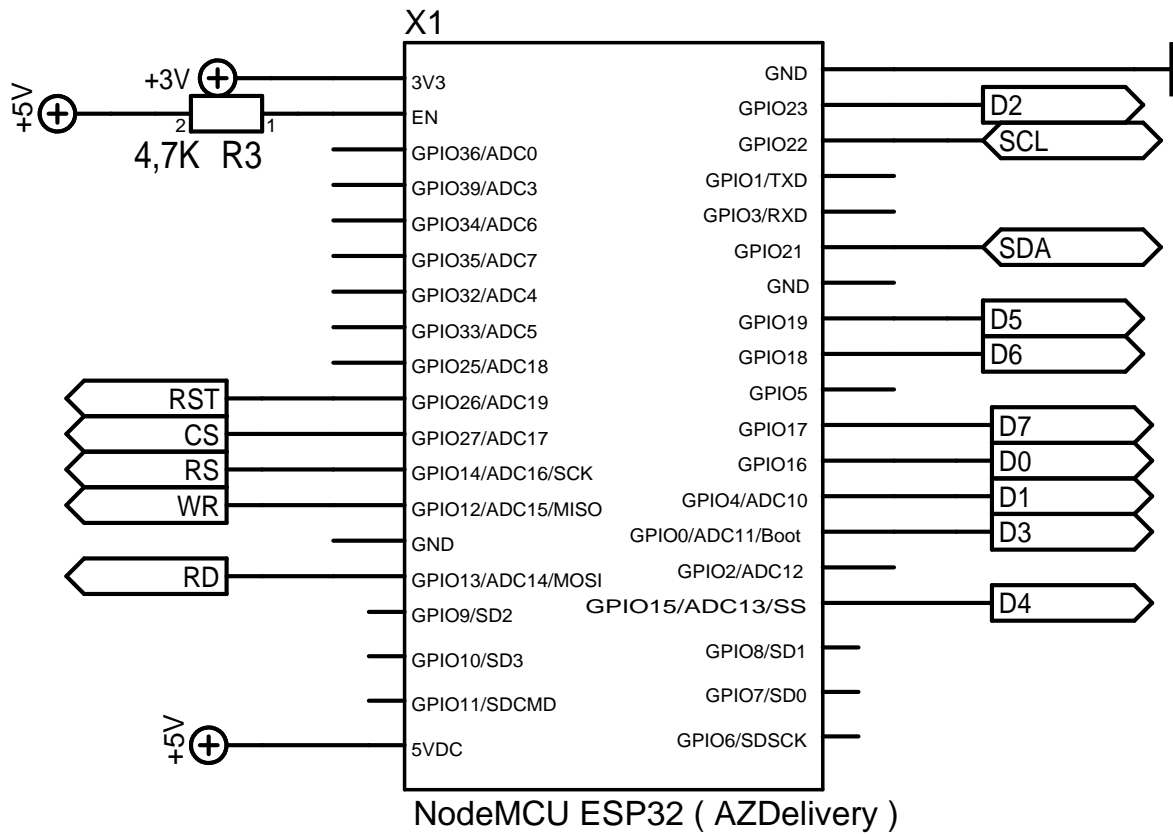 X1
+3V
3V3
GND
+5V
2
1
EN
GPIO23
D2
4,7K R3
GPIO36/ADC0
GPIO22
SCL
GPIO39/ADC3
GPIO1/TXD
GPIO34/ADC6
GPIO3/RXD
GPIO35/ADC7
GPIO21
SDA
GPIO32/ADC4
GND
GPIO33/ADC5
GPIO19
D5
GPIO25/ADC18
GPIO18
D6
RST
GPIO26/ADC19
GPIO5
CS
GPIO27/ADC17
GPIO17
D7
RS
GPIO14/ADC16/SCK
GPIO16
D0
WR
GPIO12/ADC15/MISO
GPIO4/ADC10
D1
GND
GPIO0/ADC11/Boot
D3
RD
GPIO13/ADC14/MOSI
GPIO2/ADC12
GPIO9/SD2
GPIO15/ADC13/SS
D4
GPIO10/SD3
GPIO8/SD1
GPIO11/SDCMD
GPIO7/SD0
+5V
5VDC
GPIO6/SDSCK
NodeMCU ESP32 ( AZDelivery )